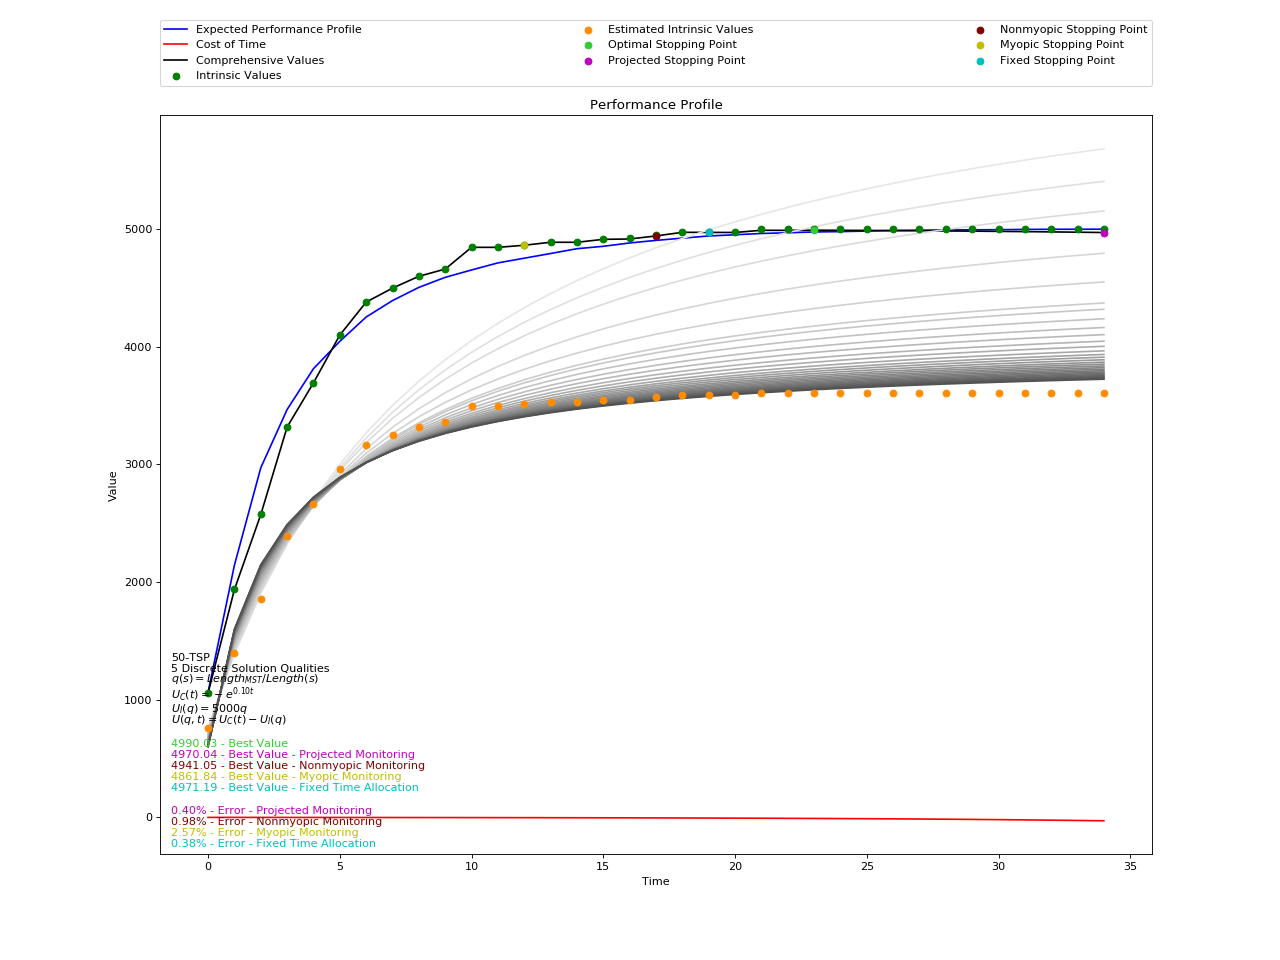 Expected Performance Profile
Cost of Time
Comprehensive Values
Intrinsic Values
Estimated Intrinsic Values
Optimal Stopping Point
Projected Stopping Point
Nonmyopic Stopping Point
Myopic Stopping Point
Fixed Stopping Point
Performance Profile
Value
5000
4000
3000
2000
1000
0
50-TSP
5 Discrete Solution Qualities
q(s) = Length_MST/Length(s)
U_C(t) = − e^0.10t
U_I(q) = 5000q
U(q, t) = U_C(t) − U_I(q)
4990.03 - Best Value
4970.04 - Best Value - Projected Monitoring
4941.05 - Best Value - Nonmyopic Monitoring
4861.84 - Best Value - Myopic Monitoring
4971.19 - Best Value - Fixed Time Allocation
0.40% - Error - Projected Monitoring
0.98% - Error - Nonmyopic Monitoring
2.57% - Error - Myopic Monitoring
0.38% - Error - Fixed Time Allocation
0 5 10 15 20 25 30 35
Time